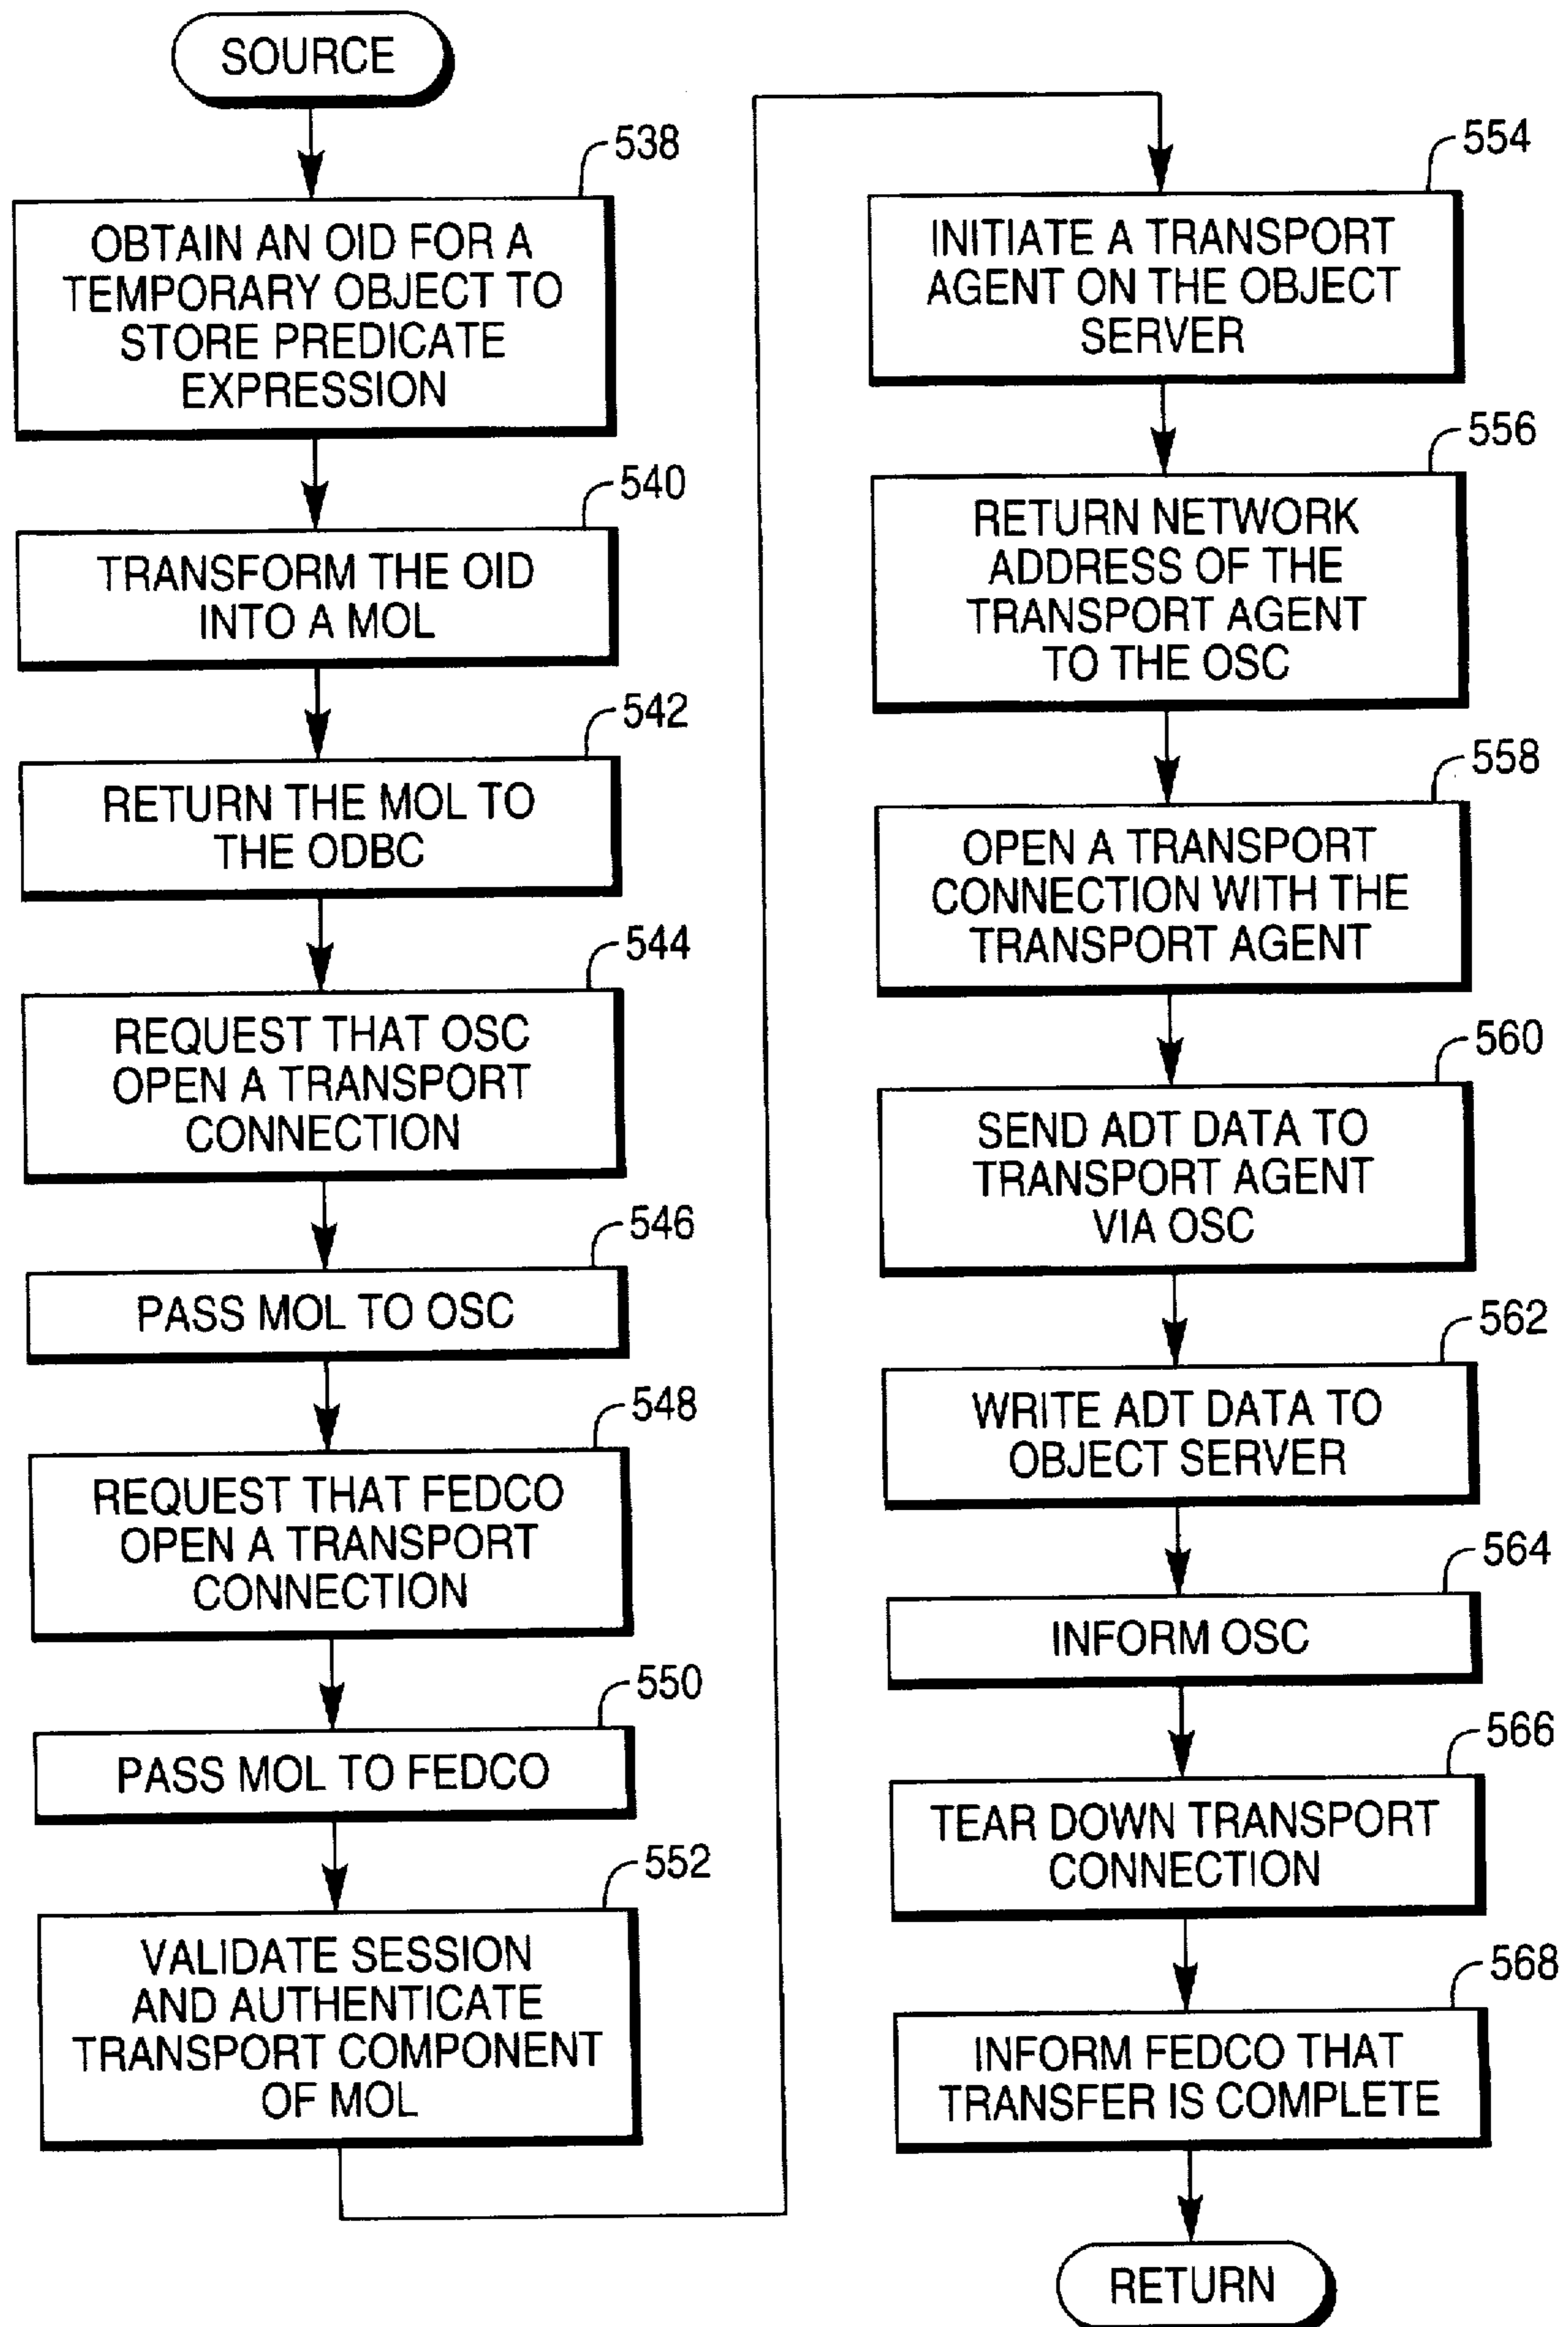 SOURCE
538
OBTAIN AN OID FOR A
TEMPORARY OBJECT TO
STORE PREDICATE
EXPRESSION
540
TRANSFORM THE OID
INTO A MOL
542
RETURN THE MOL TO
THE ODBC
544
REQUEST THAT OSC
OPEN A TRANSPORT
CONNECTION
546
PASS MOL TO OSC
548
REQUEST THAT FEDCO
OPEN A TRANSPORT
CONNECTION
550
PASS MOL TO FEDCO
552
VALIDATE SESSION
AND AUTHENTICATE
TRANSPORT COMPONENT
OF MOL
554
INITIATE A TRANSPORT
AGENT ON THE OBJECT
SERVER
556
RETURN NETWORK
ADDRESS OF THE
TRANSPORT AGENT
TO THE OSC
558
OPEN A TRANSPORT
CONNECTION WITH THE
TRANSPORT AGENT
560
SEND ADT DATA TO
TRANSPORT AGENT
VIA OSC
562
WRITE ADT DATA TO
OBJECT SERVER
564
INFORM OSC
566
TEAR DOWN TRANSPORT
CONNECTION
568
INFORM FEDCO THAT
TRANSFER IS COMPLETE
RETURN